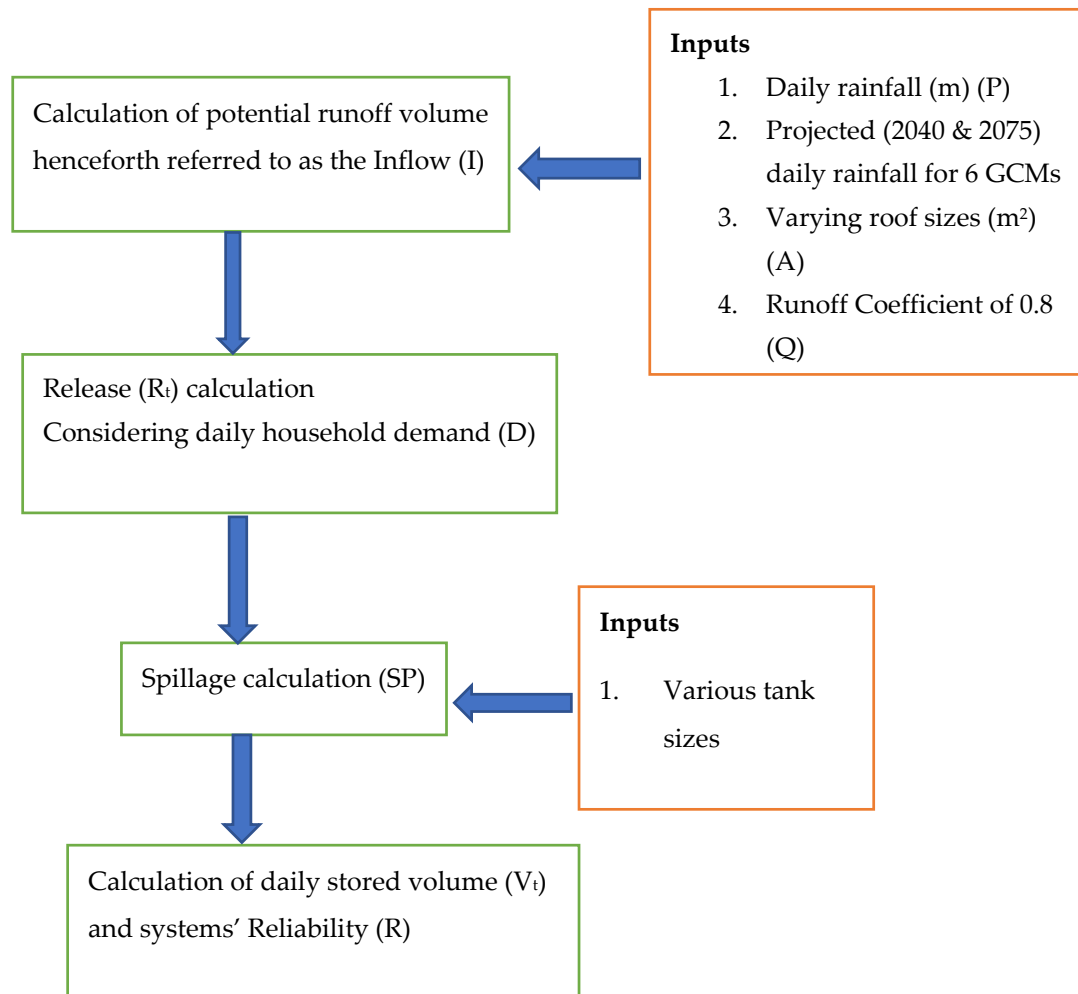 Calculation of potential runoff volume
henceforth referred to as the Inflow (I)
Inputs
1. Daily rainfall (m) (P)
2. Projected (2040 & 2075)
daily rainfall for 6 GCMs
3. Varying roof sizes (m²)
(A)
4. Runoff Coefficient of 0.8
(Q)
Release (Rₜ) calculation
Considering daily household demand (D)
Spillage calculation (SP)
Inputs
1. Various tank
sizes
Calculation of daily stored volume (Vₜ)
and systems’ Reliability (R)